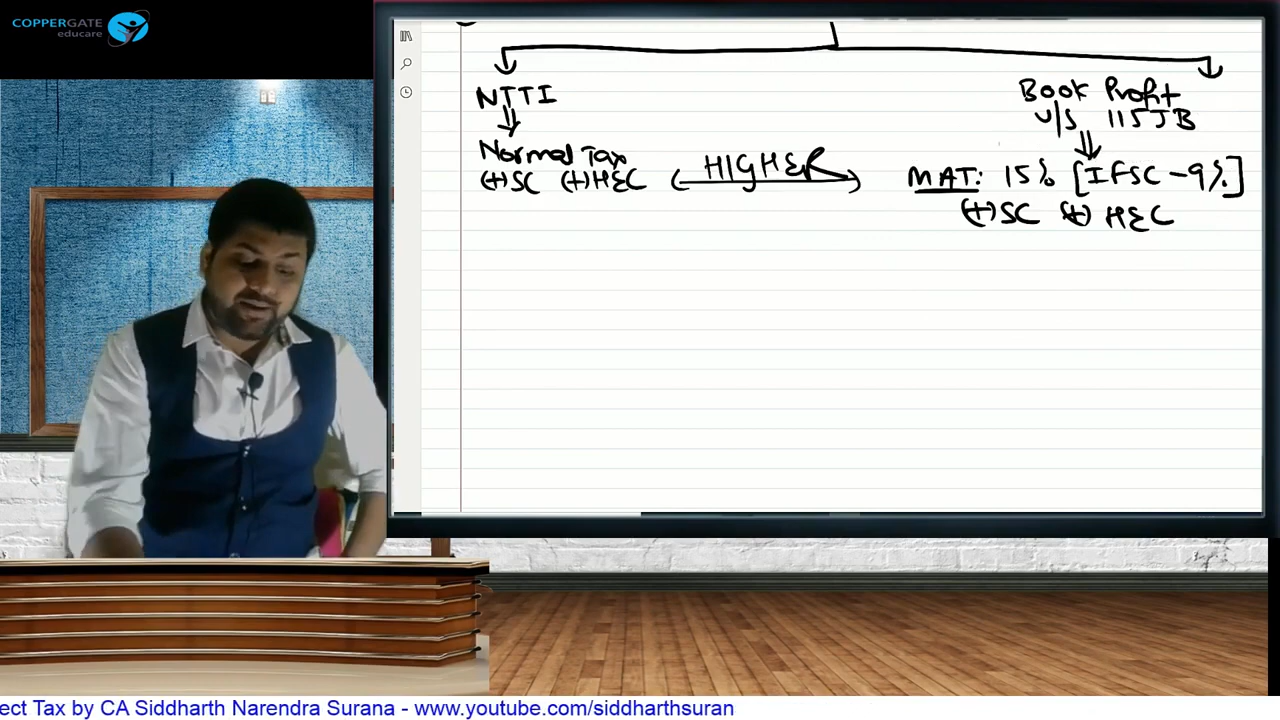 COPPERGATE
educare
NTTI
Normal Tax
(+)SC (+)HEC
HIGHER
Book Profit
u/s 115JB
MAT: 15% [IFSC - 9%]
(+)SC (+) HEC
ect Tax by CA Siddharth Narendra Surana - www.youtube.com/siddharthsuran